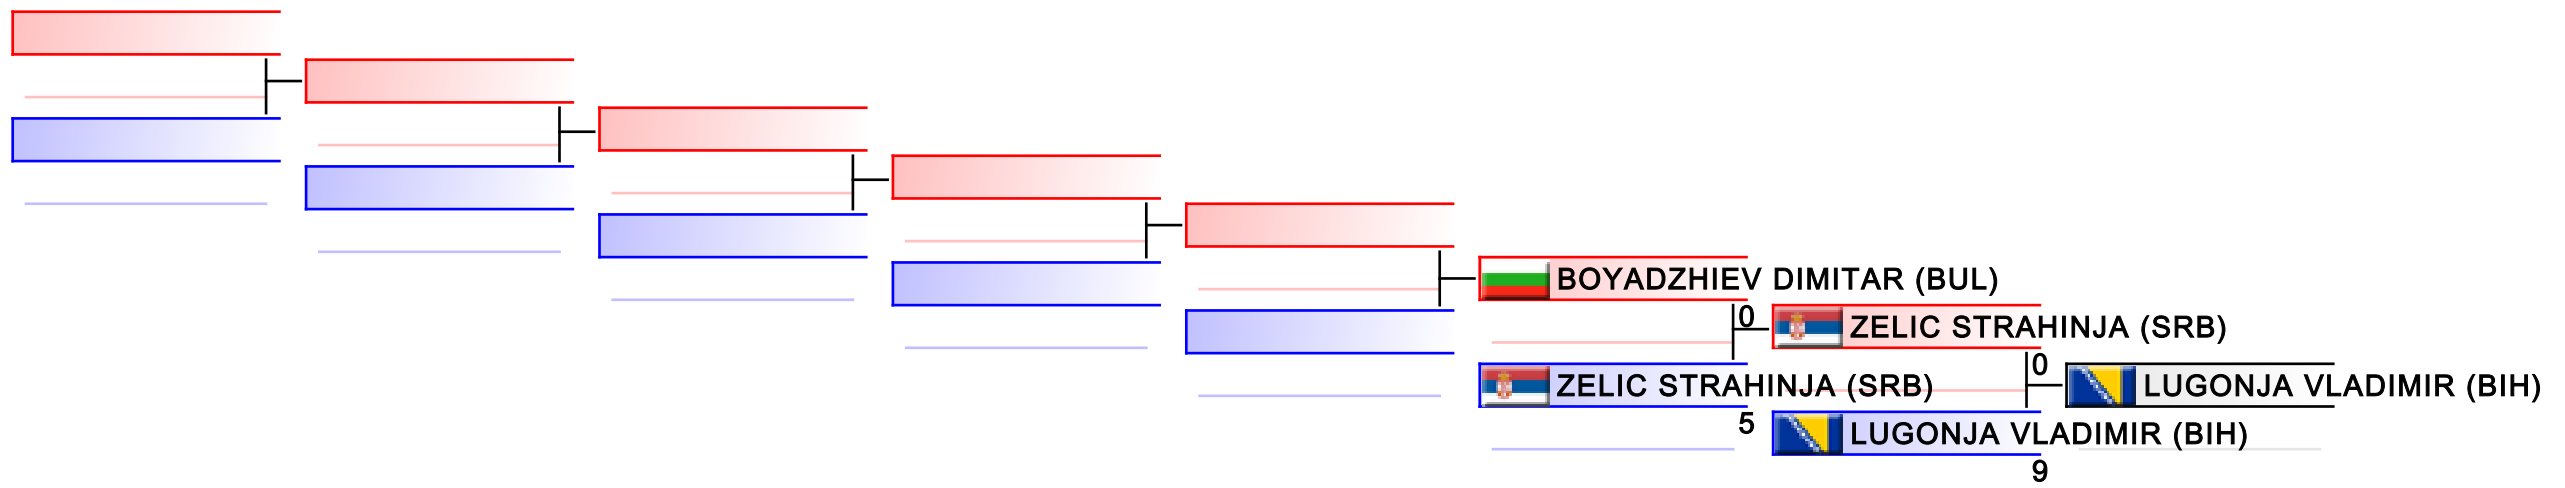 BOYADZHIEV DIMITAR (BUL)
0
ZELIC STRAHINJA (SRB)
5
ZELIC STRAHINJA (SRB)
0
LUGONJA VLADIMIR (BIH)
9
LUGONJA VLADIMIR (BIH)